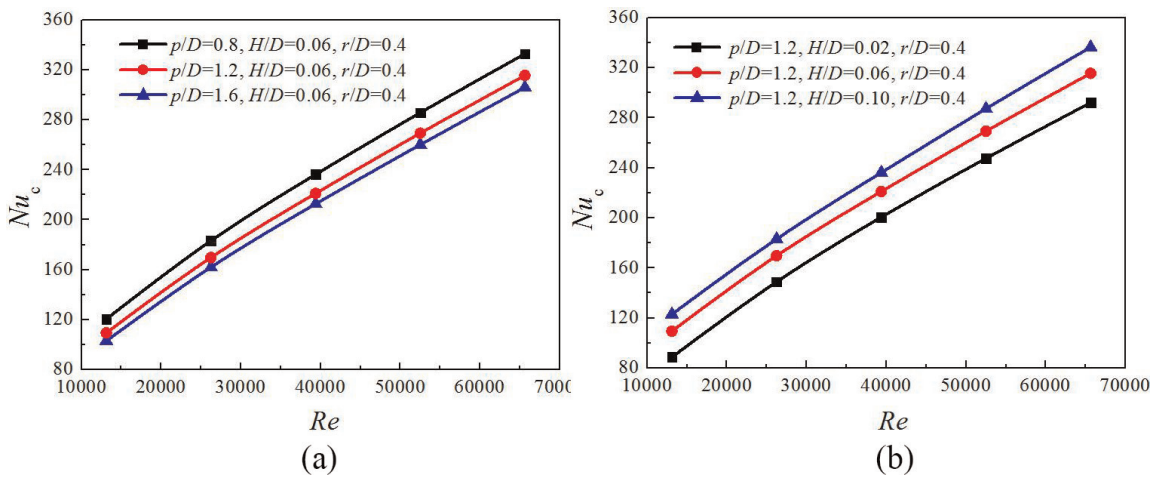 360
320
280
240
200
160
120
80
Nu_c
p/D=0.8, H/D=0.06, r/D=0.4
p/D=1.2, H/D=0.06, r/D=0.4
p/D=1.6, H/D=0.06, r/D=0.4
10000 20000 30000 40000 50000 60000 7000
Re
(a)
360
320
280
240
200
160
120
80
Nu_c
p/D=1.2, H/D=0.02, r/D=0.4
p/D=1.2, H/D=0.06, r/D=0.4
p/D=1.2, H/D=0.10, r/D=0.4
10000 20000 30000 40000 50000 60000 70000
Re
(b)